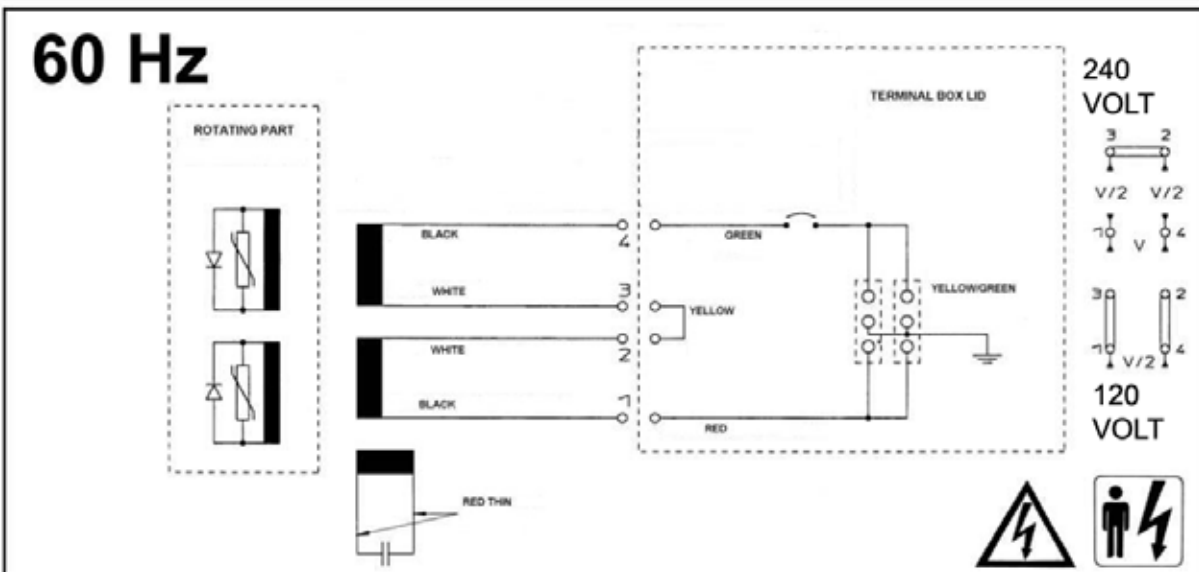 60 Hz
ROTATING PART
TERMINAL BOX LID
240
VOLT
3 2
V/2 V/2
1 V 4
BLACK
4
GREEN
WHITE
3
YELLOW
YELLOW/GREEN
WHITE
2
BLACK
1
RED
3 2
1 V/2 4
120
VOLT
RED THIN